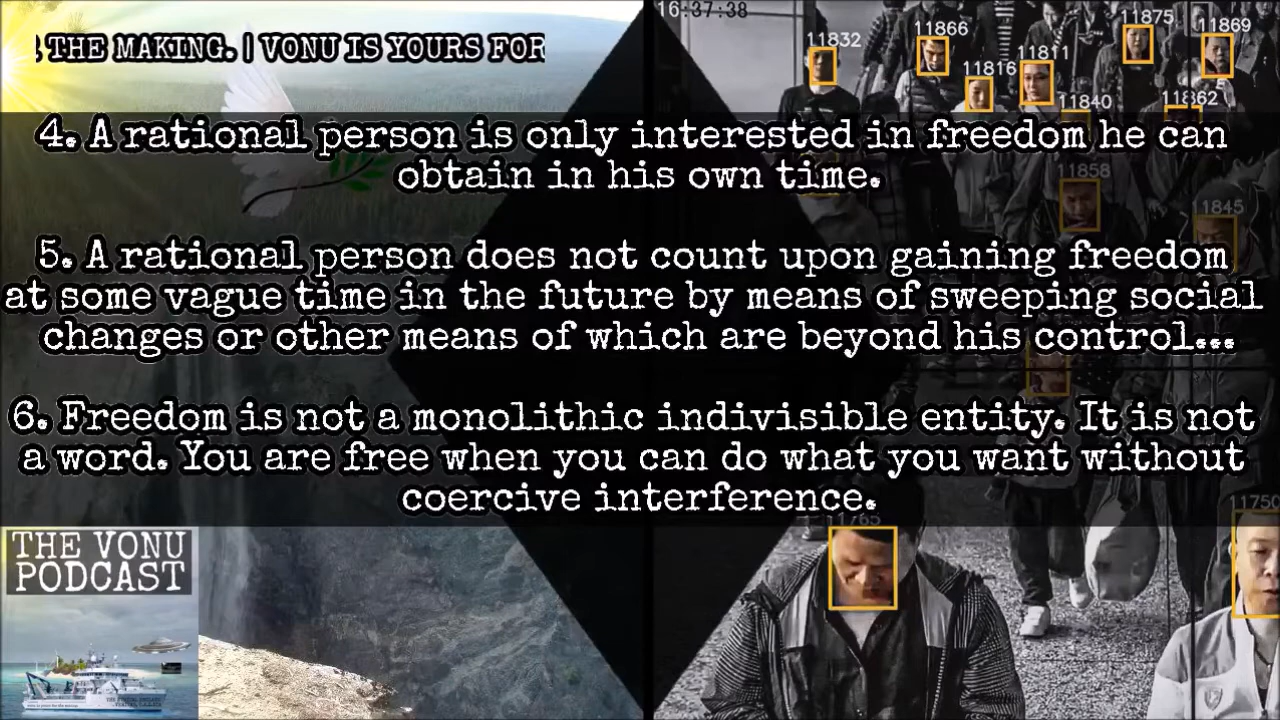 THE MAKING. | VONU IS YOURS FOR
16:37:38
11832
11866
11875
11869
11811
11816
11840
11862
4. A rational person is only interested in freedom he can
obtain in his own time.
11858
11845
5. A rational person does not count upon gaining freedom
at some vague time in the future by means of sweeping social
changes or other means of which are beyond his control...
6. Freedom is not a monolithic indivisible entity. It is not
a word. You are free when you can do what you want without
coercive interference.
11765
11750
THE VONU
PODCAST